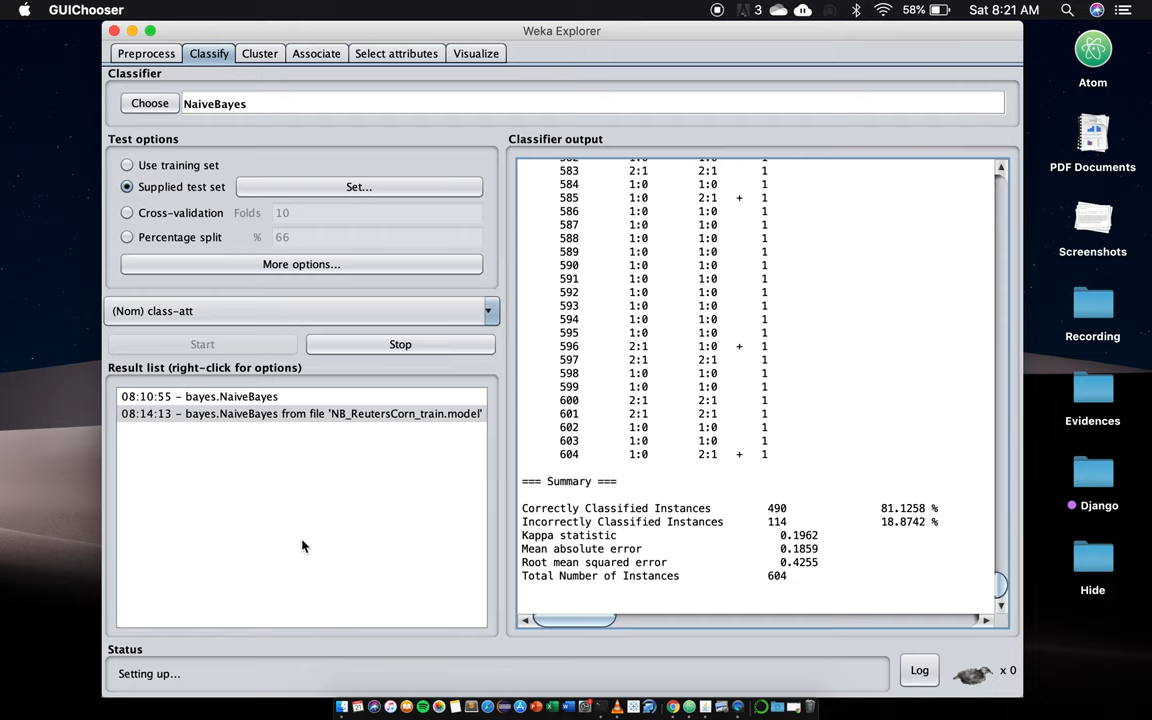 GUIChooser
3
58%
Sat 8:21 AM
Weka Explorer
Preprocess Classify Cluster Associate Select attributes Visualize
Classifier
Choose NaiveBayes
Test options
Use training set
Supplied test set Set...
Cross-validation Folds 10
Percentage split % 66
More options...
(Nom) class-att
Start Stop
Result list (right-click for options)
08:10:55 - bayes.NaiveBayes
08:14:13 - bayes.NaiveBayes from file 'NB_ReutersCorn_train.model'
Classifier output
582 1:0 1:0 1
583 2:1 2:1 1
584 1:0 1:0 1
585 1:0 2:1 + 1
586 1:0 1:0 1
587 1:0 1:0 1
588 1:0 1:0 1
589 1:0 1:0 1
590 1:0 1:0 1
591 1:0 1:0 1
592 1:0 1:0 1
593 1:0 1:0 1
594 1:0 1:0 1
595 1:0 1:0 1
596 2:1 1:0 + 1
597 2:1 2:1 1
598 1:0 1:0 1
599 1:0 1:0 1
600 2:1 2:1 1
601 2:1 2:1 1
602 1:0 1:0 1
603 1:0 1:0 1
604 1:0 2:1 + 1
=== Summary ===
Correctly Classified Instances 490 81.1258 %
Incorrectly Classified Instances 114 18.8742 %
Kappa statistic 0.1962
Mean absolute error 0.1859
Root mean squared error 0.4255
Total Number of Instances 604
Status
Setting up...
Log
x 0
Atom
PDF Documents
Screenshots
Recording
Evidences
Django
Hide